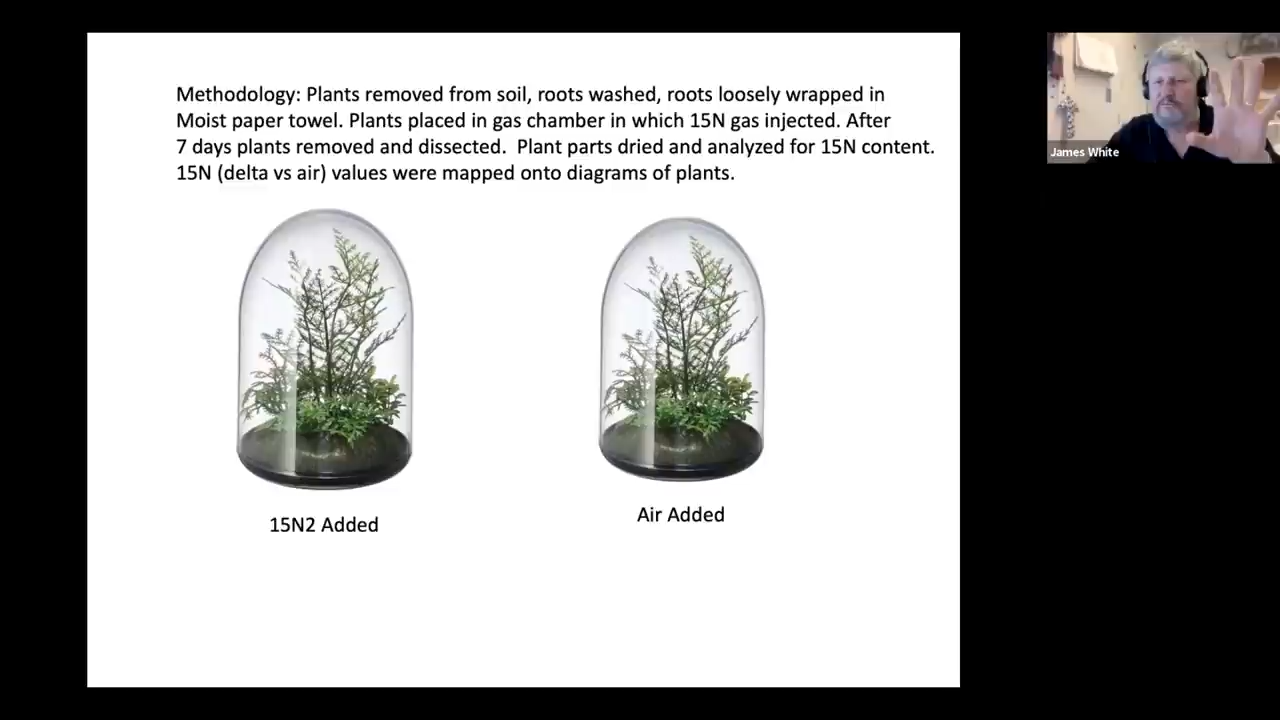 Methodology: Plants removed from soil, roots washed, roots loosely wrapped in
Moist paper towel. Plants placed in gas chamber in which 15N gas injected. After
7 days plants removed and dissected.  Plant parts dried and analyzed for 15N content.
15N (delta vs air) values were mapped onto diagrams of plants.
15N2 Added
Air Added
James White